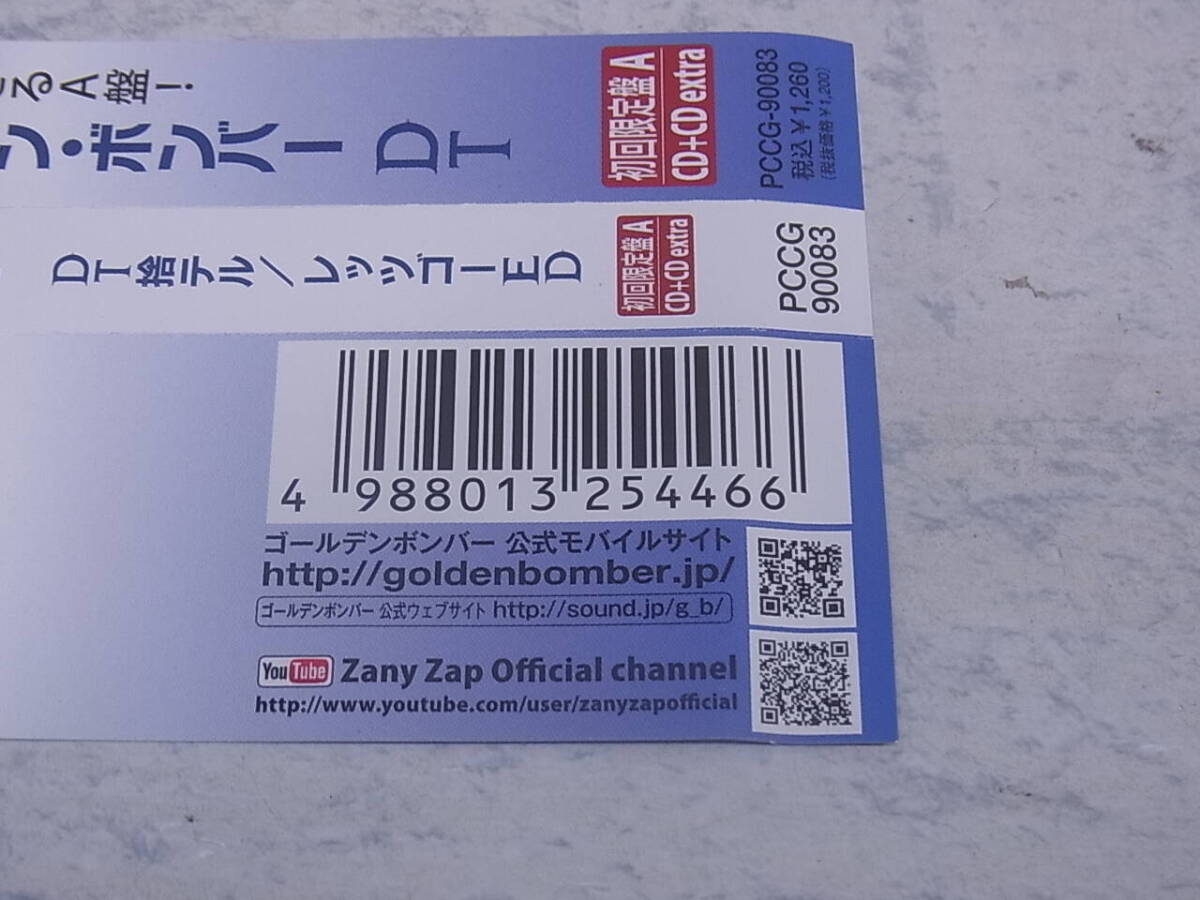 るA盤!
ン・ボンバー DT
初回限定盤 A
CD+CD extra
PCCG-90083
税込¥1,260
(税抜価格¥1,200)
DT捨テル/レッツゴーED
初回限定盤 A
CD+CD extra
PCCG
90083
4 988013 254466
ゴールデンボンバー 公式モバイルサイト
http://goldenbomber.jp/
ゴールデンボンバー 公式ウェブサイト http://sound.jp/g_b/
YouTube Zany Zap Official channel
http://www.youtube.com/user/zanyzapofficial